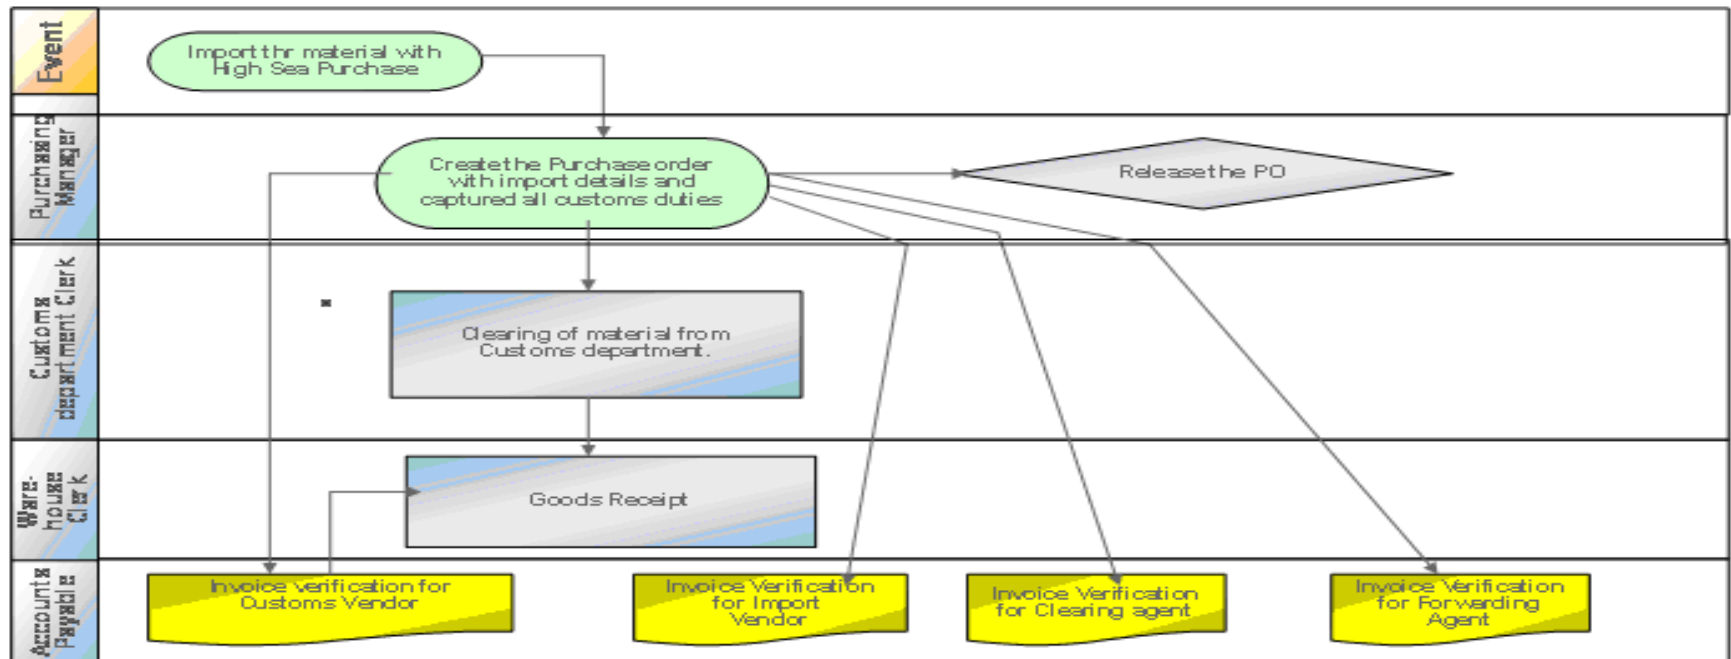 Event
Import thr material with
High Sea Purchase
Purchasing
Manager
Create the Purchase order
with import details and
captured all customs duties
Release the PO
Customs
department Clerk
Clearing of material from
Customs department.
Ware-
house
Clerk
Goods Receipt
Accounts
Payable
Invoice verification for
Customs Vendor
Invoice Verification
for Import
Vendor
Invoice Verification
for Clearing agent
Invoice Verification
for Forwarding
Agent